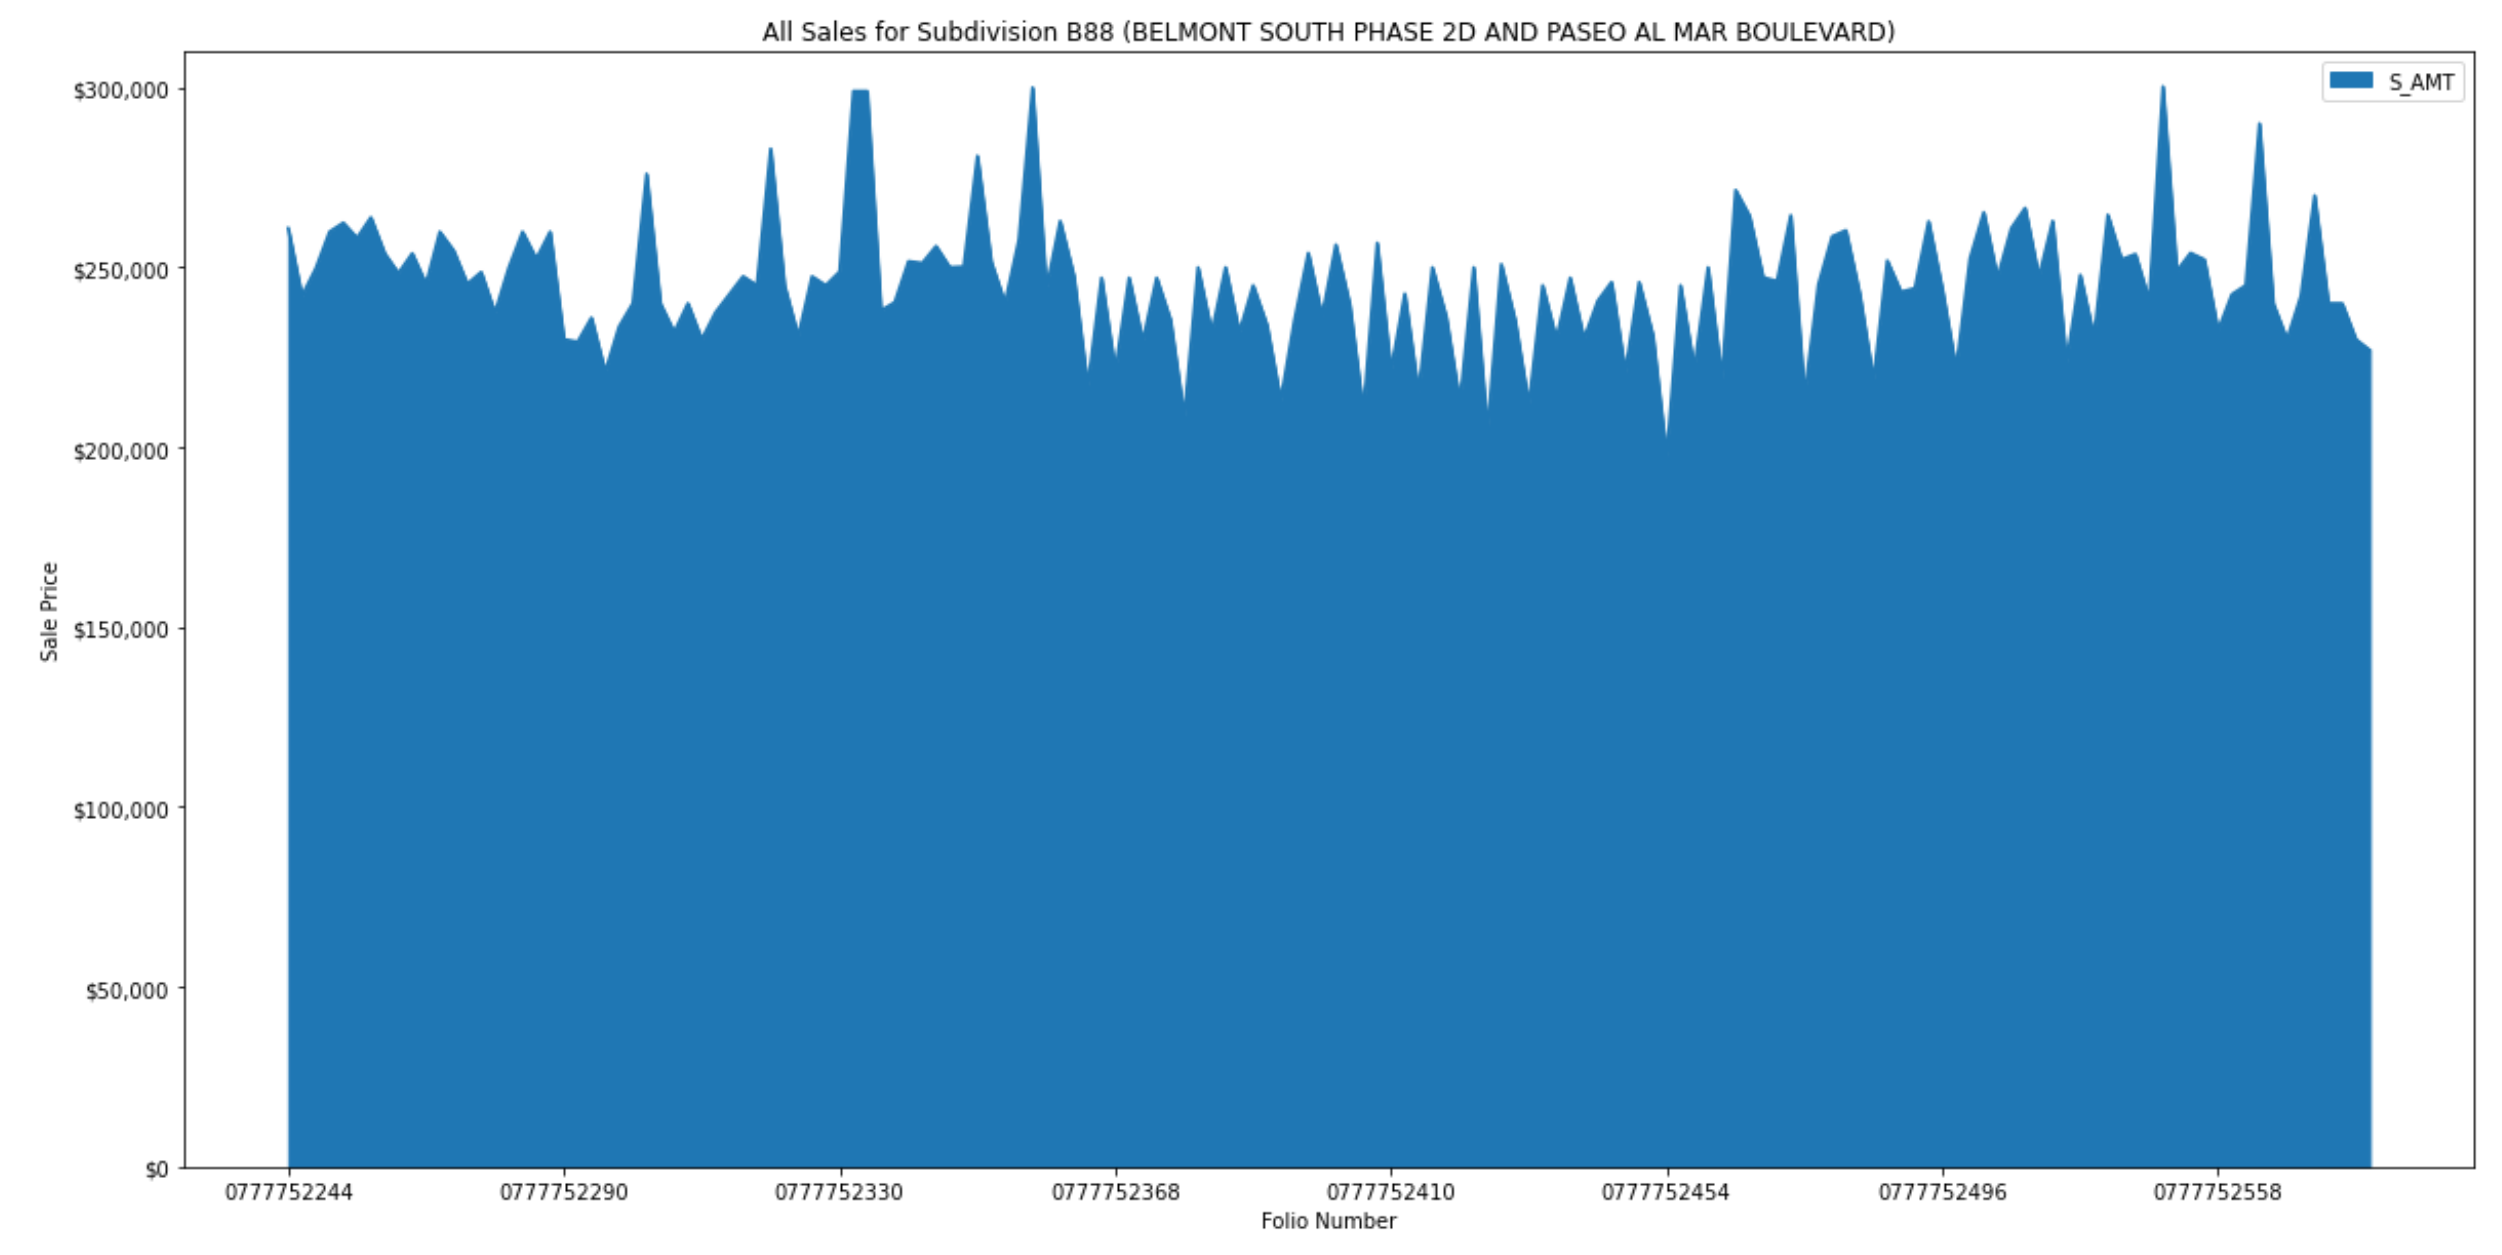 All Sales for Subdivision B88 (BELMONT SOUTH PHASE 2D AND PASEO AL MAR BOULEVARD)
S_AMT
$300,000
$250,000
$200,000
$150,000
$100,000
$50,000
$0
Sale Price
0777752244 0777752290 0777752330 0777752368 0777752410 0777752454 0777752496 0777752558
Folio Number